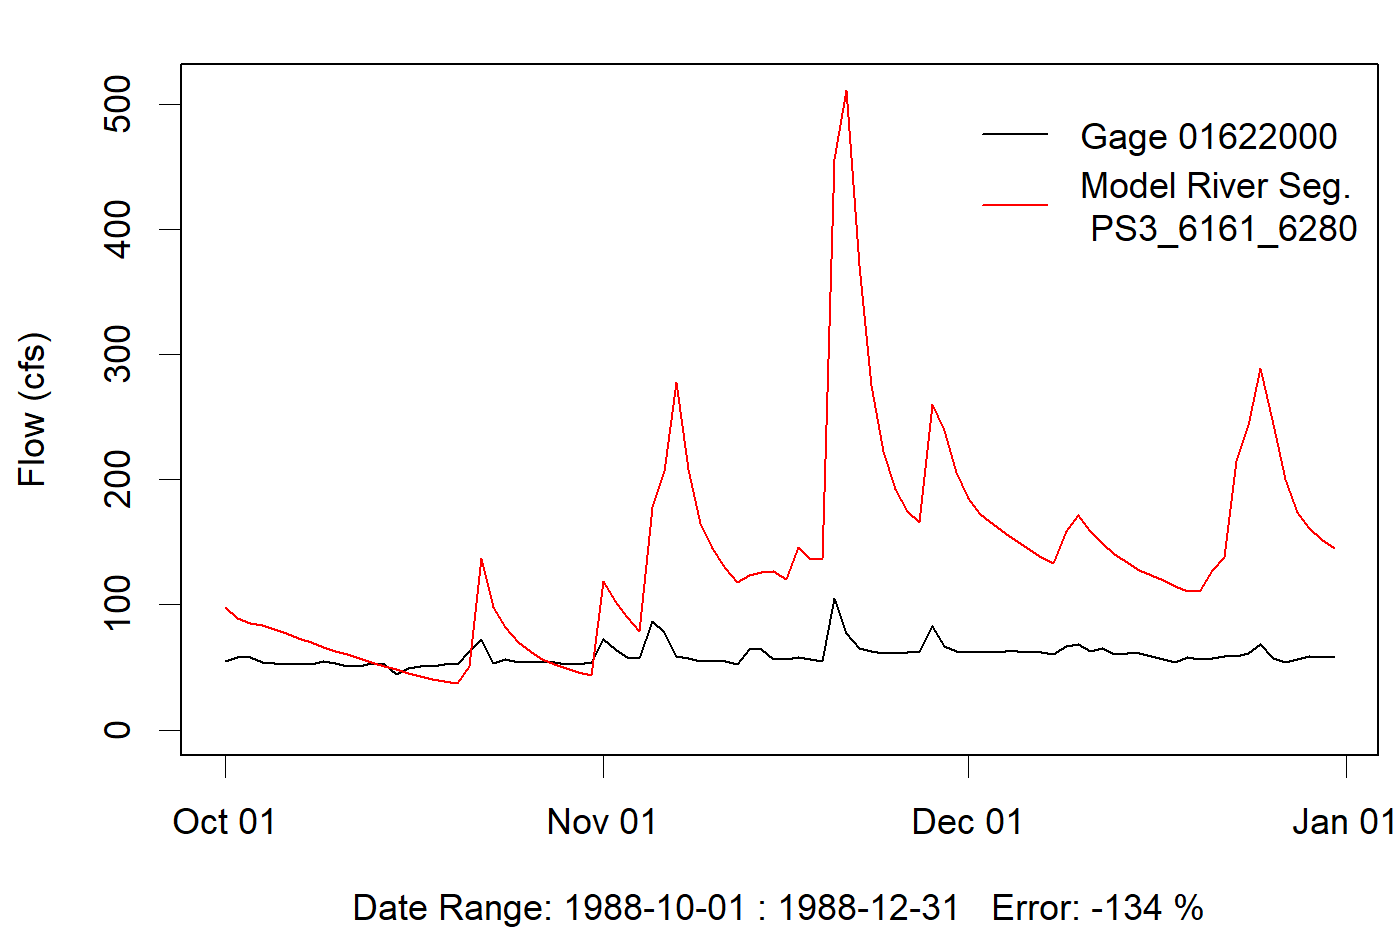 500
400
300
200
100
0
Flow (cfs)
Gage 01622000
Model River Seg.
PS3_6161_6280
Oct 01
Nov 01
Dec 01
Jan 01
Date Range: 1988-10-01 : 1988-12-31   Error: -134 %